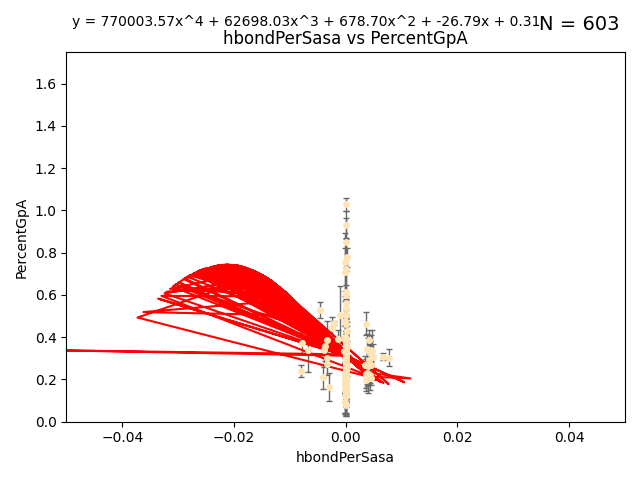 y = 770003.57x^4 + 62698.03x^3 + 678.70x^2 + -26.79x + 0.31
N = 603
hbondPerSasa vs PercentGpA
PercentGpA
1.6
1.4
1.2
1.0
0.8
0.6
0.4
0.2
0.0
−0.04 −0.02 0.00 0.02 0.04
hbondPerSasa